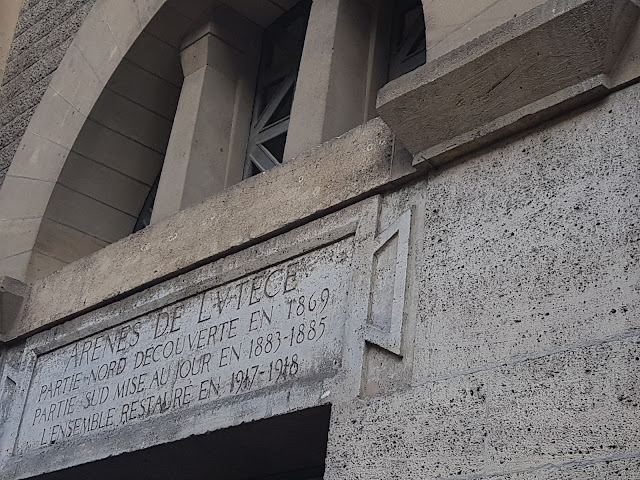 ARENES DE LVTECE
PARTIE NORD DECOUVERTE EN 1869
PARTIE SUD MISE AU JOUR EN 1883-1885
L'ENSEMBLE RESTAURÉ EN 1917-1918